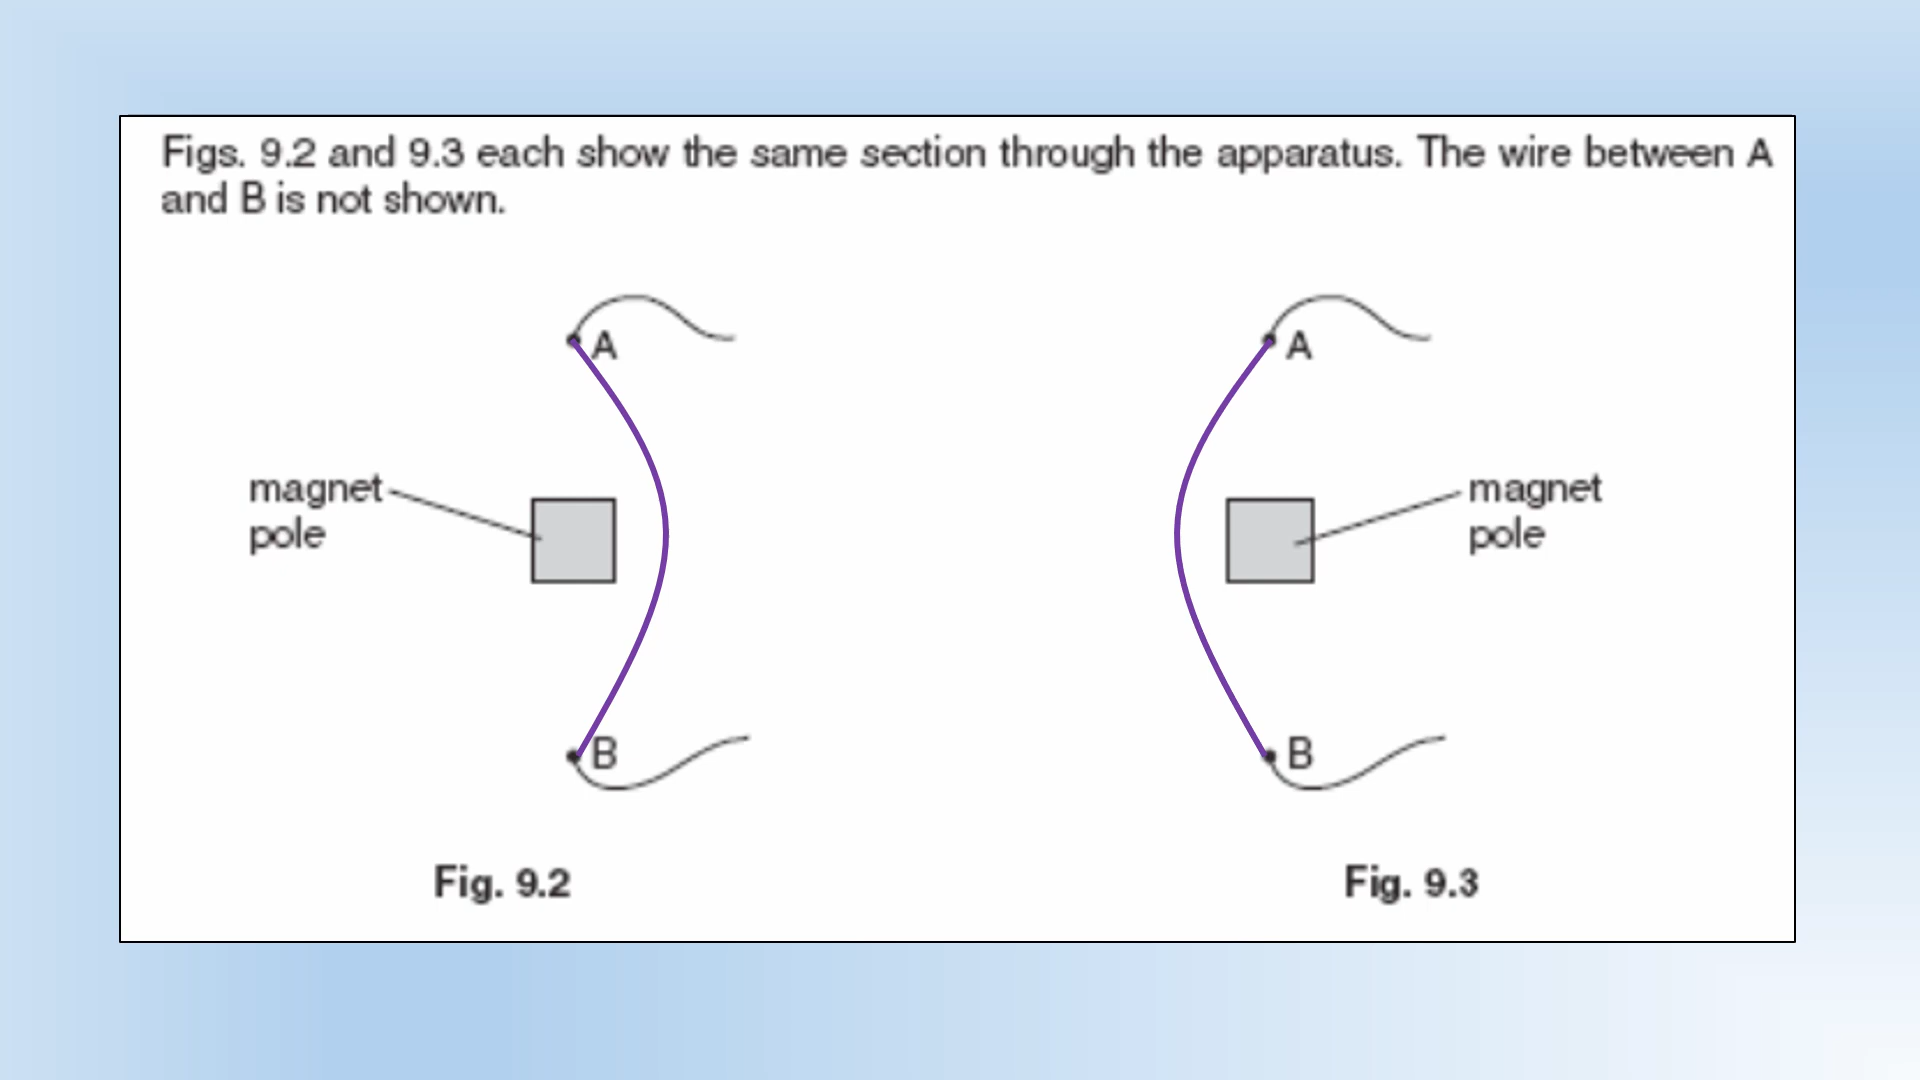 Figs. 9.2 and 9.3 each show the same section through the apparatus. The wire between A
and B is not shown.
A
A
magnet
pole
magnet
pole
B
B
Fig. 9.2
Fig. 9.3